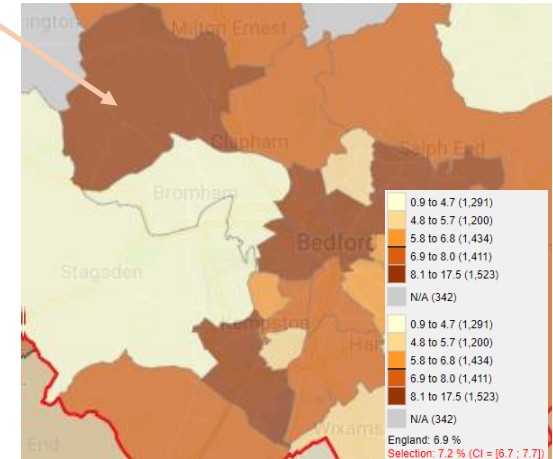 rington
Milton Ernest
Clapham
Salph End
Bromham
Bedford
Stagsden
Kempston
Har
Wixams
End
0.9 to 4.7 (1,291)
4.8 to 5.7 (1,200)
5.8 to 6.8 (1,434)
6.9 to 8.0 (1,411)
8.1 to 17.5 (1,523)
N/A (342)
0.9 to 4.7 (1,291)
4.8 to 5.7 (1,200)
5.8 to 6.8 (1,434)
6.9 to 8.0 (1,411)
8.1 to 17.5 (1,523)
N/A (342)
England: 6.9 %
Selection: 7.2 % (CI = [6.7 ; 7.7])